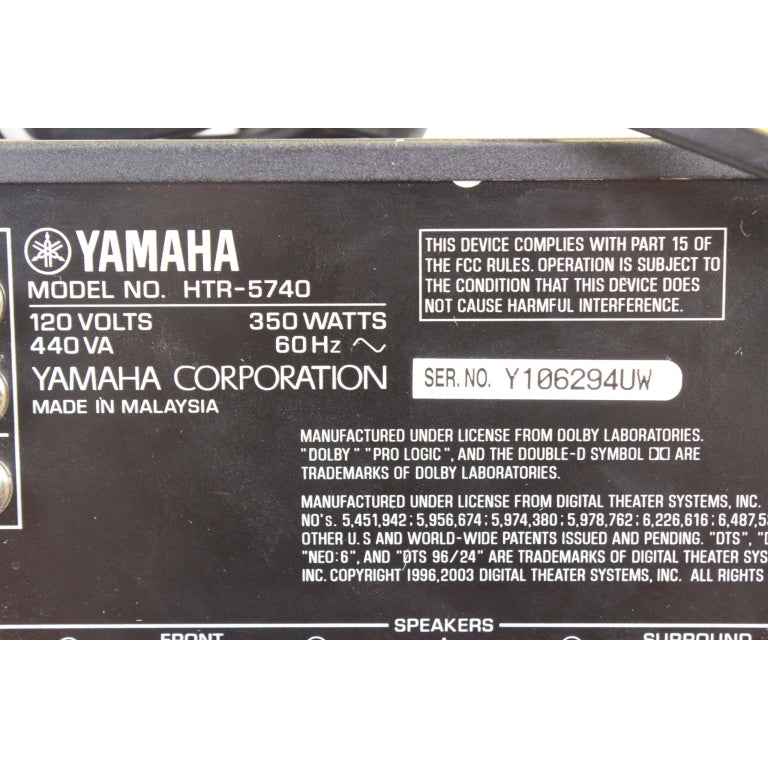 YAMAHA
MODEL NO. HTR-5740
120 VOLTS 350 WATTS
440 VA 60 Hz
YAMAHA CORPORATION
MADE IN MALAYSIA
THIS DEVICE COMPLIES WITH PART 15 OF
THE FCC RULES. OPERATION IS SUBJECT TO
THE CONDITION THAT THIS DEVICE DOES
NOT CAUSE HARMFUL INTERFERENCE.
SER. NO. Y106294UW
MANUFACTURED UNDER LICENSE FROM DOLBY LABORATORIES.
"DOLBY" "PRO LOGIC", AND THE DOUBLE-D SYMBOL ARE
TRADEMARKS OF DOLBY LABORATORIES.
MANUFACTURED UNDER LICENSE FROM DIGITAL THEATER SYSTEMS, INC.
NO's. 5,451,942; 5,956,674; 5,974,380; 5,978,762; 6,226,616; 6,487,5
OTHER U.S AND WORLD-WIDE PATENTS ISSUED AND PENDING. "DTS",
"NEO:6", AND "DTS 96/24" ARE TRADEMARKS OF DIGITAL THEATER SYS
INC. COPYRIGHT 1996,2003 DIGITAL THEATER SYSTEMS, INC. ALL RIGHTS
SPEAKERS
FRONT SURROUND